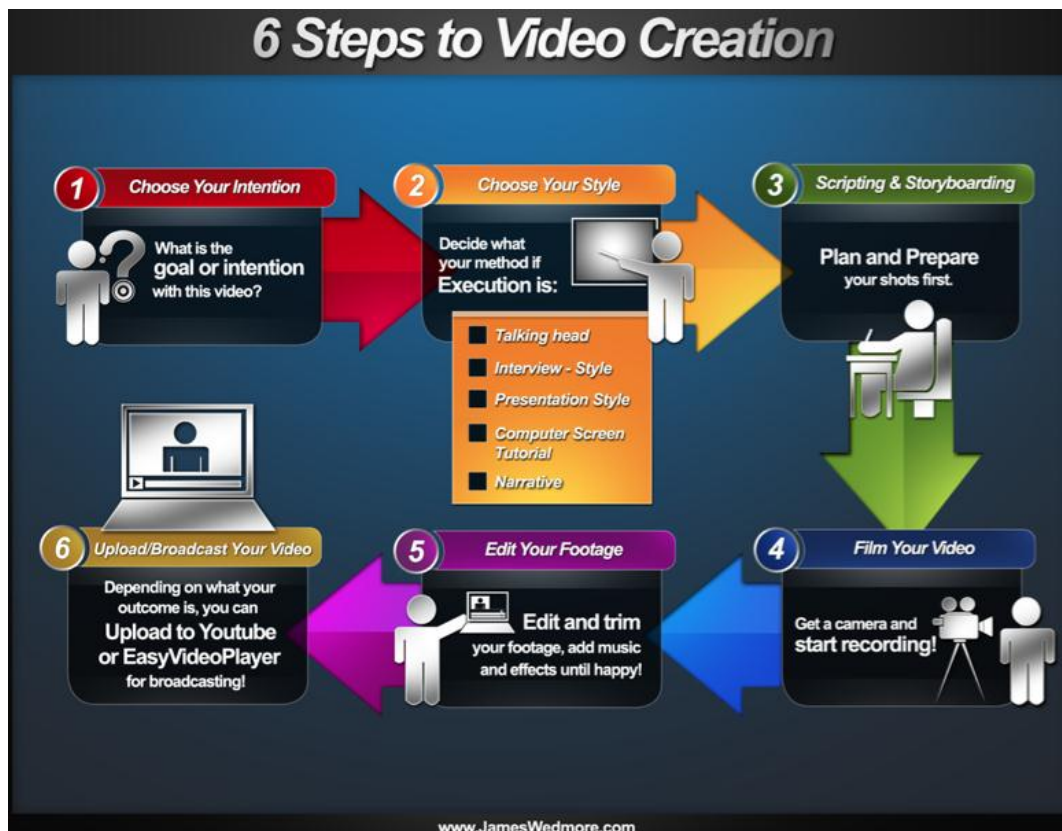 6 Steps to Video Creation
1
Choose Your Intention
What is the
goal or intention
with this video?
2
Choose Your Style
Decide what
your method if
Execution is:
Talking head
Interview - Style
Presentation Style
Computer Screen
Tutorial
Narrative
3
Scripting & Storyboarding
Plan and Prepare
your shots first.
4
Film Your Video
Get a camera and
start recording!
5
Edit Your Footage
Edit and trim
your footage, add music
and effects until happy!
6
Upload/Broadcast Your Video
Depending on what your
outcome is, you can
Upload to Youtube
or EasyVideoPlayer
for broadcasting!
www.JamesWedmore.com